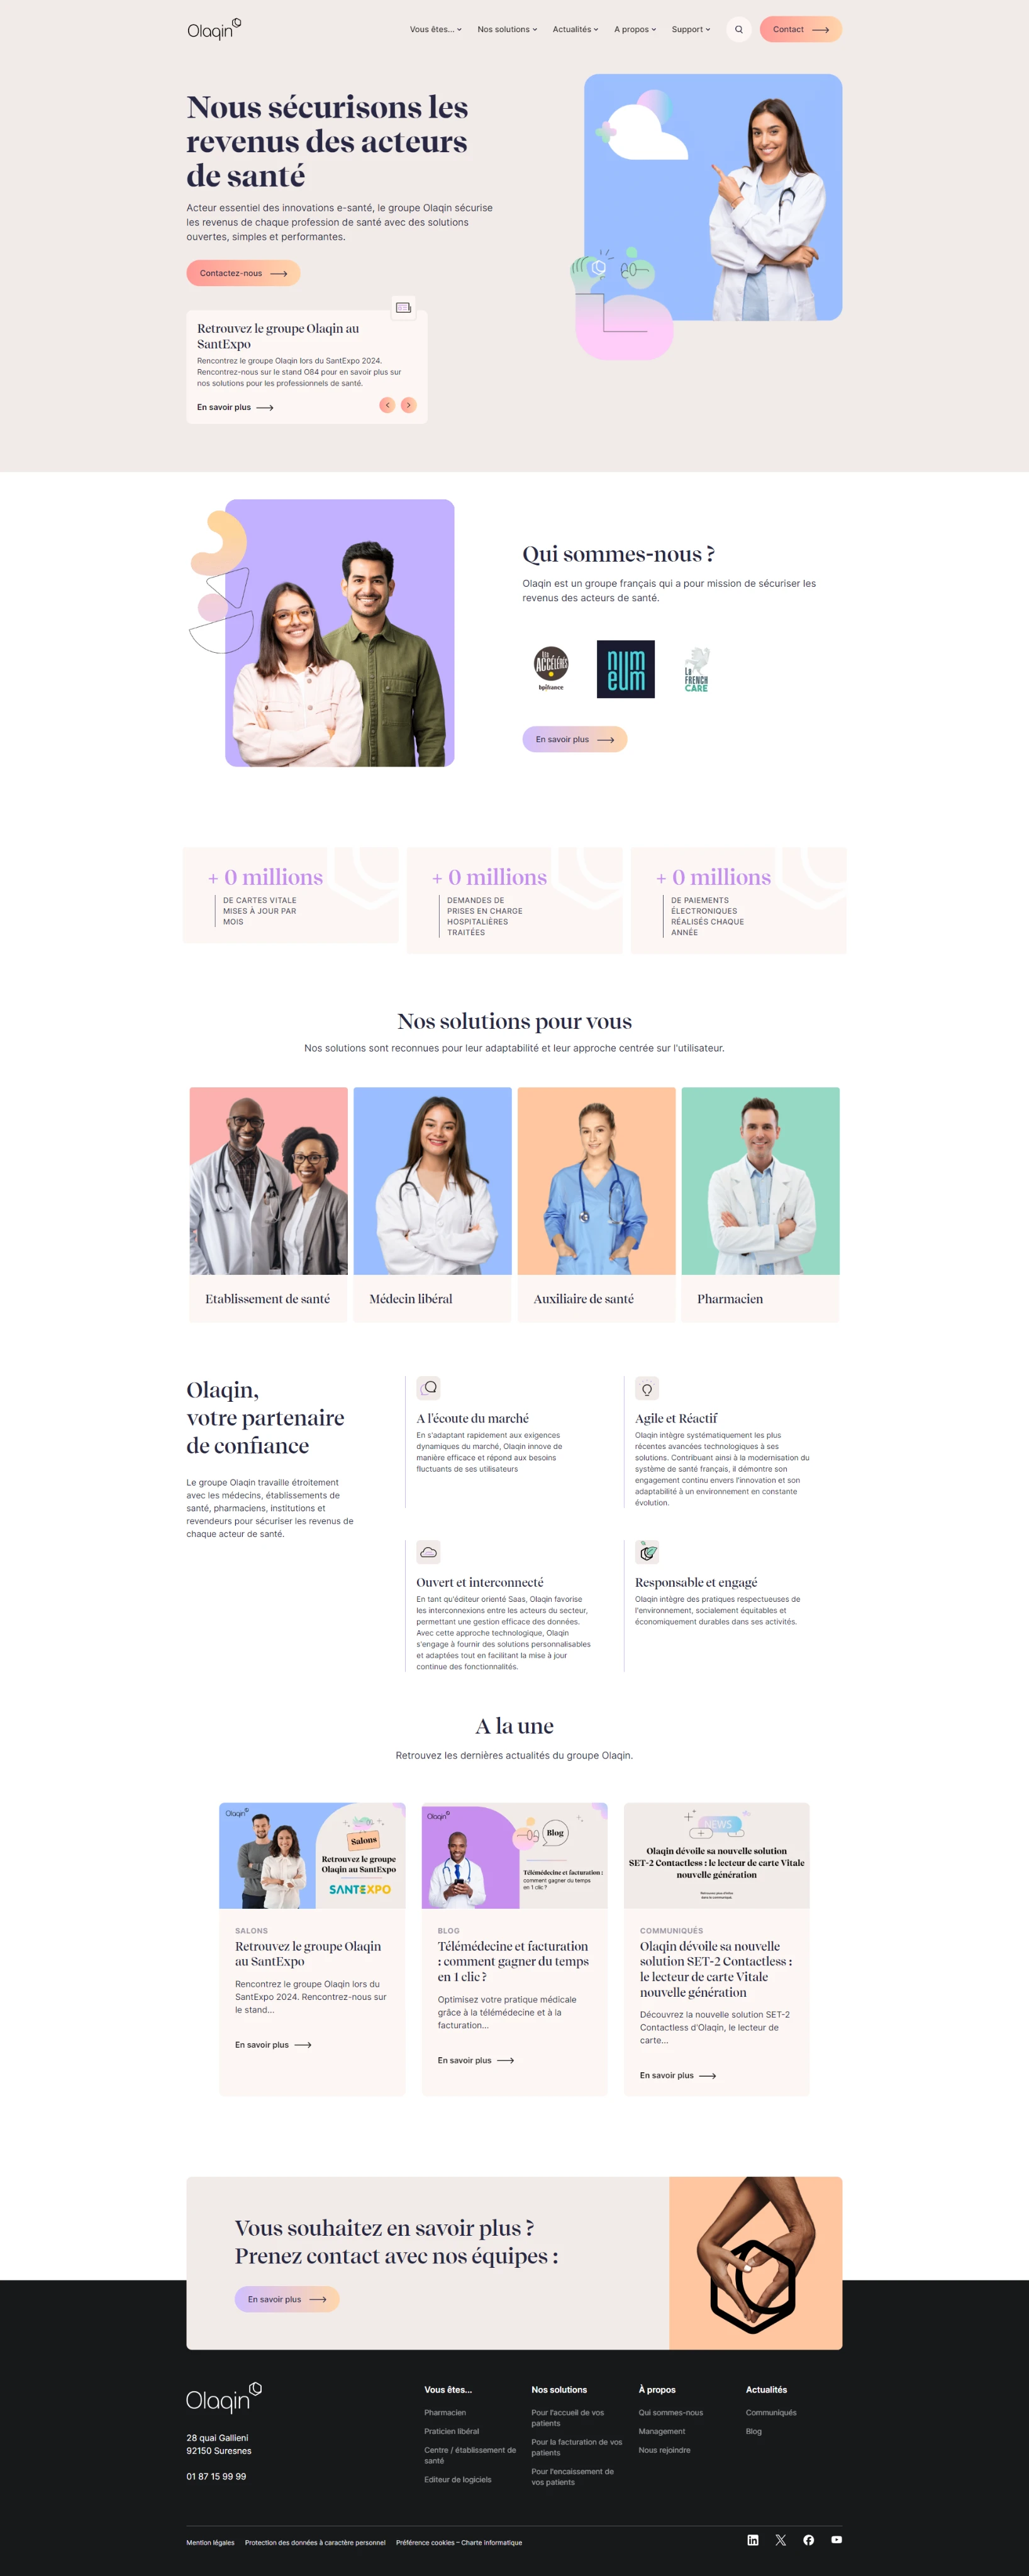 Olaqin
Vous êtes...
Nos solutions
Actualités
A propos
Support
Contact
Nous sécurisons les
revenus des acteurs
de santé
Acteur essentiel des innovations e-santé, le groupe Olaqin sécurise
les revenus de chaque profession de santé avec des solutions
ouvertes, simples et performantes.
Contactez-nous
Retrouvez le groupe Olaqin au
SantExpo
Rencontrez le groupe Olaqin lors du SantExpo 2024.
Rencontrez-nous sur le stand O84 pour en savoir plus sur
nos solutions pour les professionnels de santé.
En savoir plus
Qui sommes-nous ?
Olaqin est un groupe français qui a pour mission de sécuriser les
revenus des acteurs de santé.
Les
ACCÉLÉRÉS
bpifrance
num
eum
La
FRENCH
CARE
En savoir plus
+ 0 millions
DE CARTES VITALE
MISES À JOUR PAR
MOIS
+ 0 millions
DEMANDES DE
PRISES EN CHARGE
HOSPITALIÈRES
TRAITÉES
+ 0 millions
DE PAIEMENTS
ÉLECTRONIQUES
RÉALISÉS CHAQUE
ANNÉE
Nos solutions pour vous
Nos solutions sont reconnues pour leur adaptabilité et leur approche centrée sur l'utilisateur.
Etablissement de santé
Médecin libéral
Auxiliaire de santé
Pharmacien
Olaqin,
votre partenaire
de confiance
Le groupe Olaqin travaille étroitement
avec les médecins, établissements de
santé, pharmaciens, institutions et
revendeurs pour sécuriser les revenus de
chaque acteur de santé.
A l'écoute du marché
En s'adaptant rapidement aux exigences
dynamiques du marché, Olaqin innove de
manière efficace et répond aux besoins
fluctuants de ses utilisateurs
Agile et Réactif
Olaqin intègre systématiquement les plus
récentes avancées technologiques à ses
solutions. Contribuant ainsi à la modernisation du
système de santé français, il démontre son
engagement continu envers l'innovation et son
adaptabilité à un environnement en constante
évolution.
Ouvert et interconnecté
En tant qu'éditeur orienté Saas, Olaqin favorise
les interconnexions entre les acteurs du secteur,
permettant une gestion efficace des données.
Avec cette approche technologique, Olaqin
s'engage à fournir des solutions personnalisables
et adaptées tout en facilitant la mise à jour
continue des fonctionnalités.
Responsable et engagé
Olaqin intègre des pratiques respectueuses de
l'environnement, socialement équitables et
économiquement durables dans ses activités.
A la une
Retrouvez les dernières actualités du groupe Olaqin.
Olaqin
Salons
Retrouvez le groupe
Olaqin au SantExpo
SANTEXPO
SALONS
Retrouvez le groupe Olaqin
au SantExpo
Rencontrez le groupe Olaqin lors du
SantExpo 2024. Rencontrez-nous sur
le stand...
En savoir plus
Olaqin
Blog
Télémédecine et facturation :
comment gagner du temps
en 1 clic ?
BLOG
Télémédecine et facturation
: comment gagner du temps
en 1 clic ?
Optimisez votre pratique médicale
grâce à la télémédecine et à la
facturation...
En savoir plus
NEWS
Olaqin dévoile sa nouvelle solution
SET-2 Contactless : le lecteur de carte Vitale
nouvelle génération
Retrouvez plus d'infos
dans le communiqué
COMMUNIQUÉS
Olaqin dévoile sa nouvelle
solution SET-2 Contactless :
le lecteur de carte Vitale
nouvelle génération
Découvrez la nouvelle solution SET-2
Contactless d'Olaqin, le lecteur de
carte...
En savoir plus
Vous souhaitez en savoir plus ?
Prenez contact avec nos équipes :
En savoir plus
Olaqin
28 quai Gallieni
92150 Suresnes
01 87 15 99 99
Vous êtes...
Pharmacien
Praticien libéral
Centre / établissement de
santé
Editeur de logiciels
Nos solutions
Pour l'accueil de vos
patients
Pour la facturation de vos
patients
Pour l'encaissement de
vos patients
À propos
Qui sommes-nous
Management
Nous rejoindre
Actualités
Communiqués
Blog
Mention légales
Protection des données à caractère personnel
Préférence cookies – Charte informatique